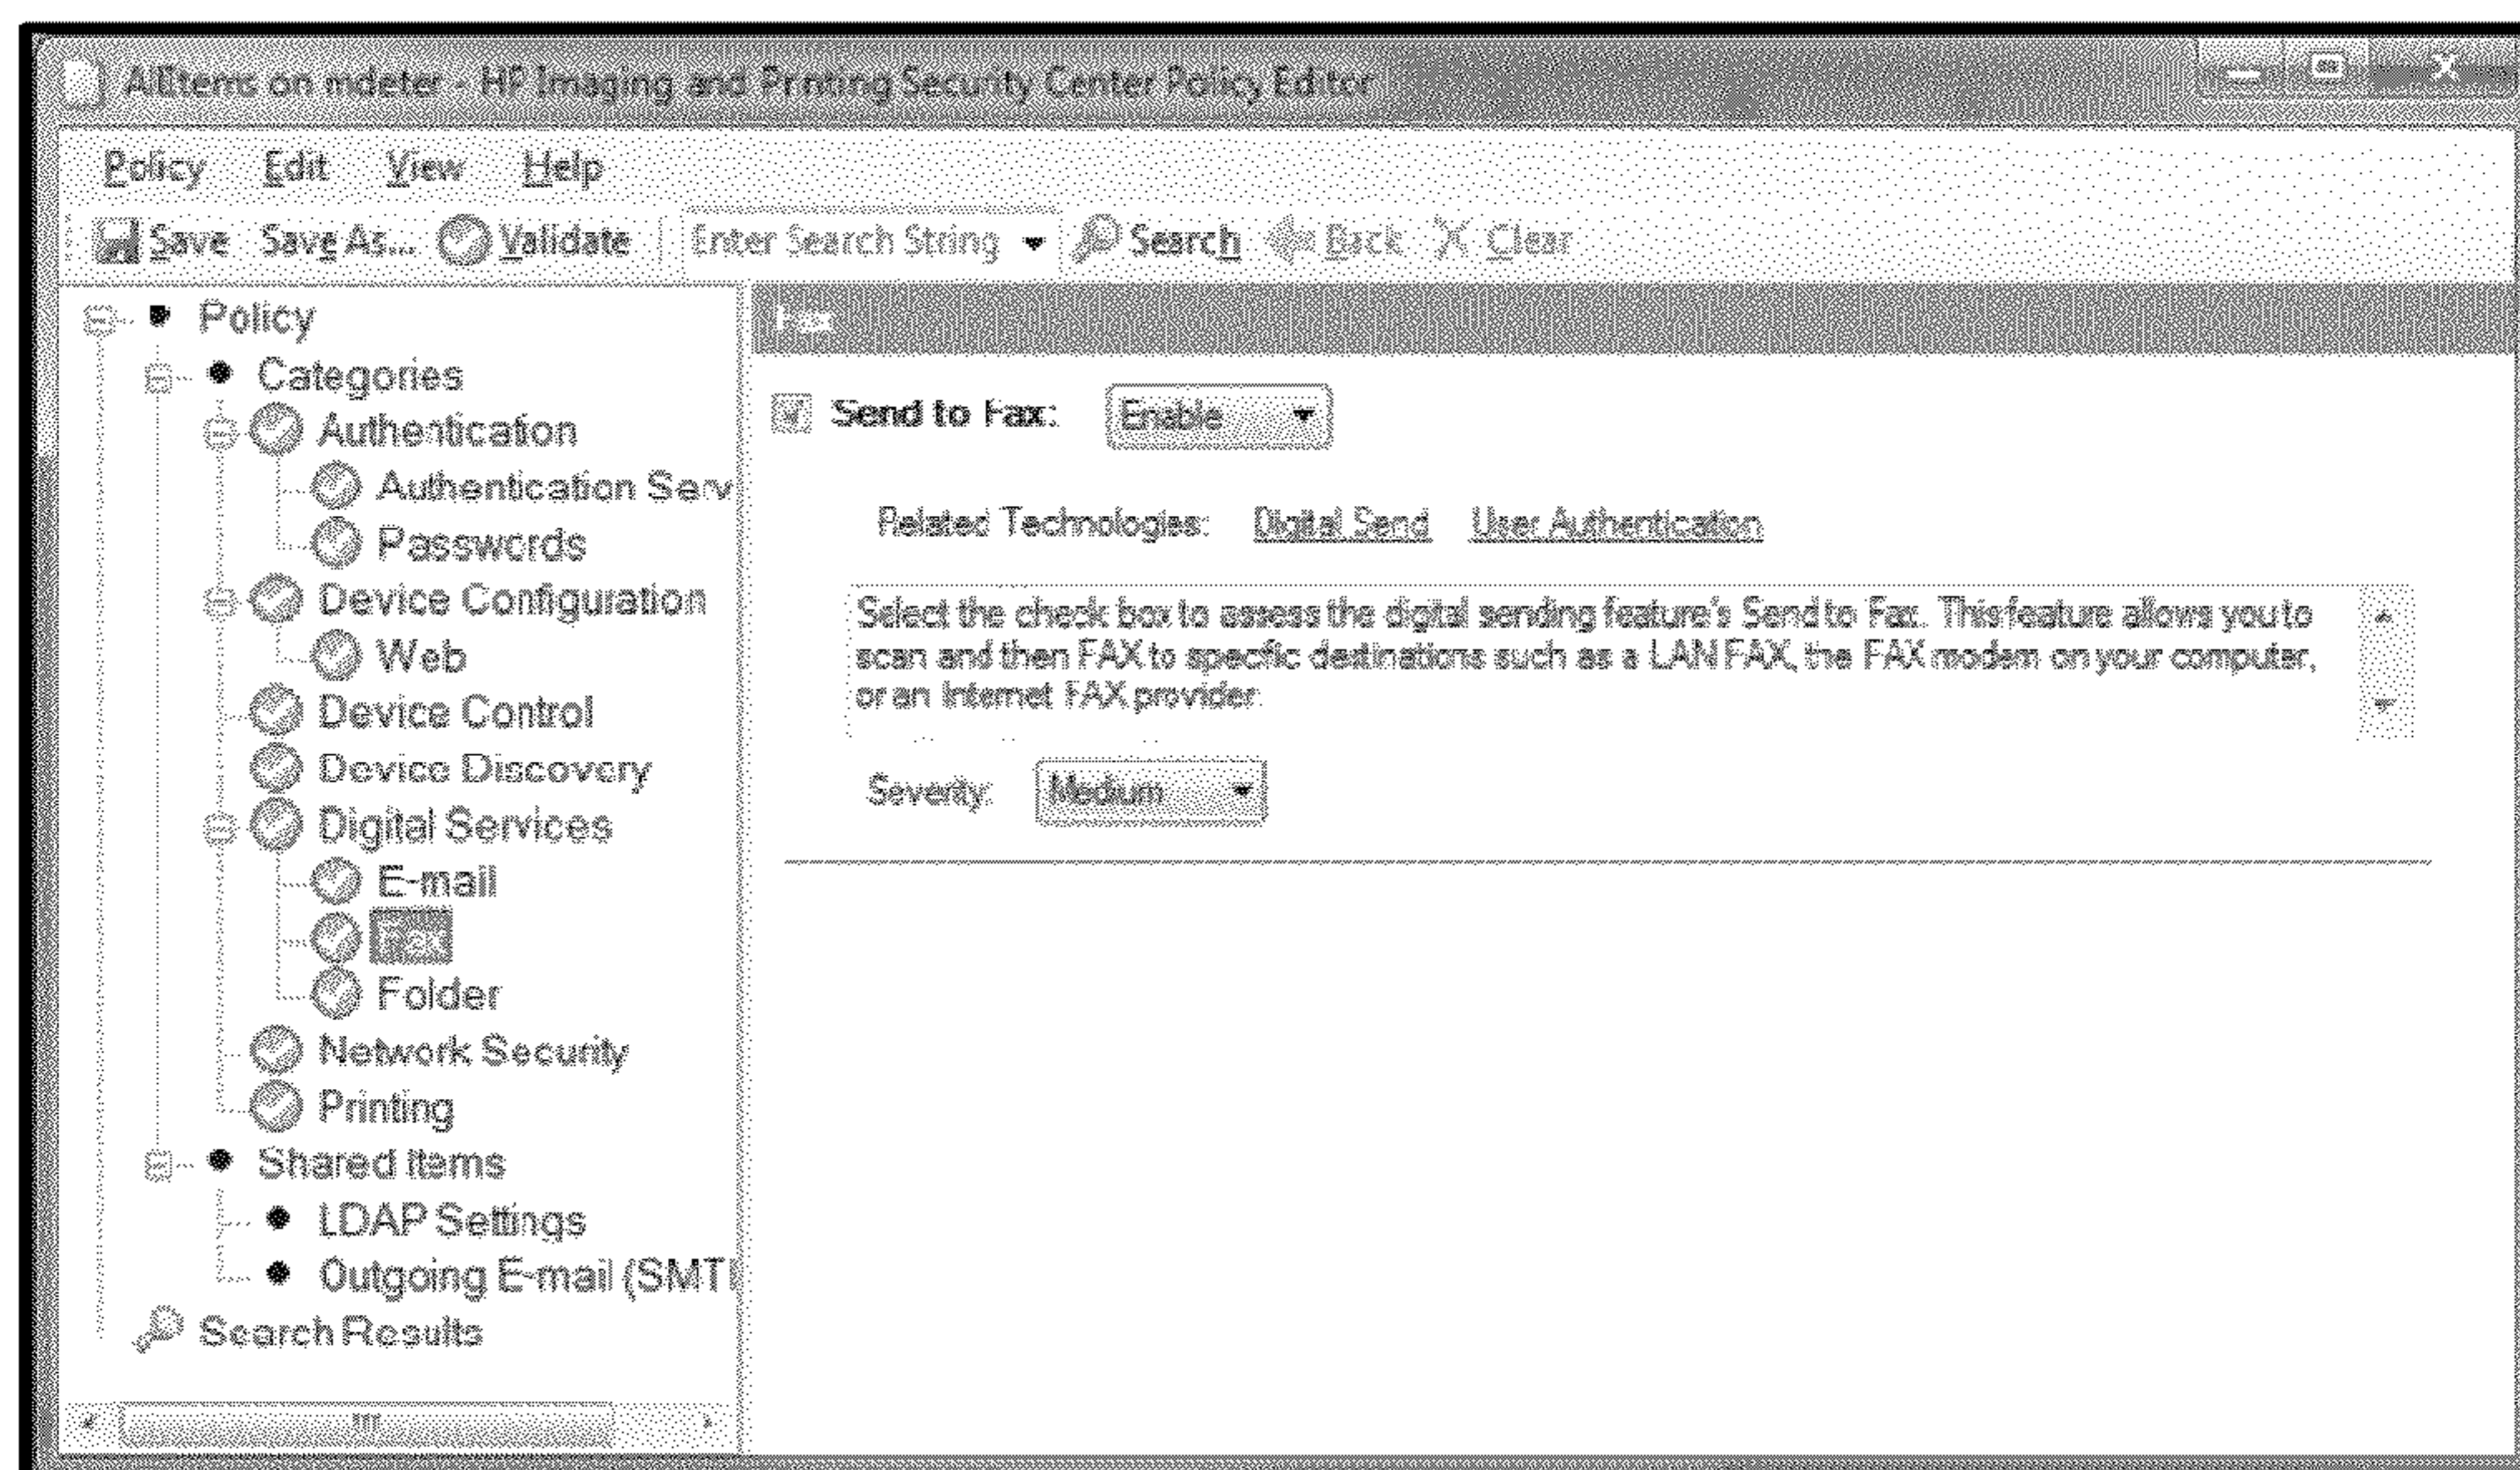 AllItems on mdeter - HP Imaging and Printing Security Center Policy Editor
Policy Edit View Help
Save Save As... Validate Enter Search String Search Back Clear
Policy
Categories
Authentication
Authentication Serv
Passwords
Device Configuration
Web
Device Control
Device Discovery
Digital Services
E-mail
Fax
Folder
Network Security
Printing
Shared Items
LDAP Settings
Outgoing E-mail (SMT
Search Results
Fax
Send to Fax: Enable
Related Technologies: Digital Send User Authentication
Select the check box to assess the digital sending feature's Send to Fax. This feature allows you to
scan and then FAX to specific destinations such as a LAN FAX, the FAX modem on your computer,
or an Internet FAX provider.
Severity: Medium